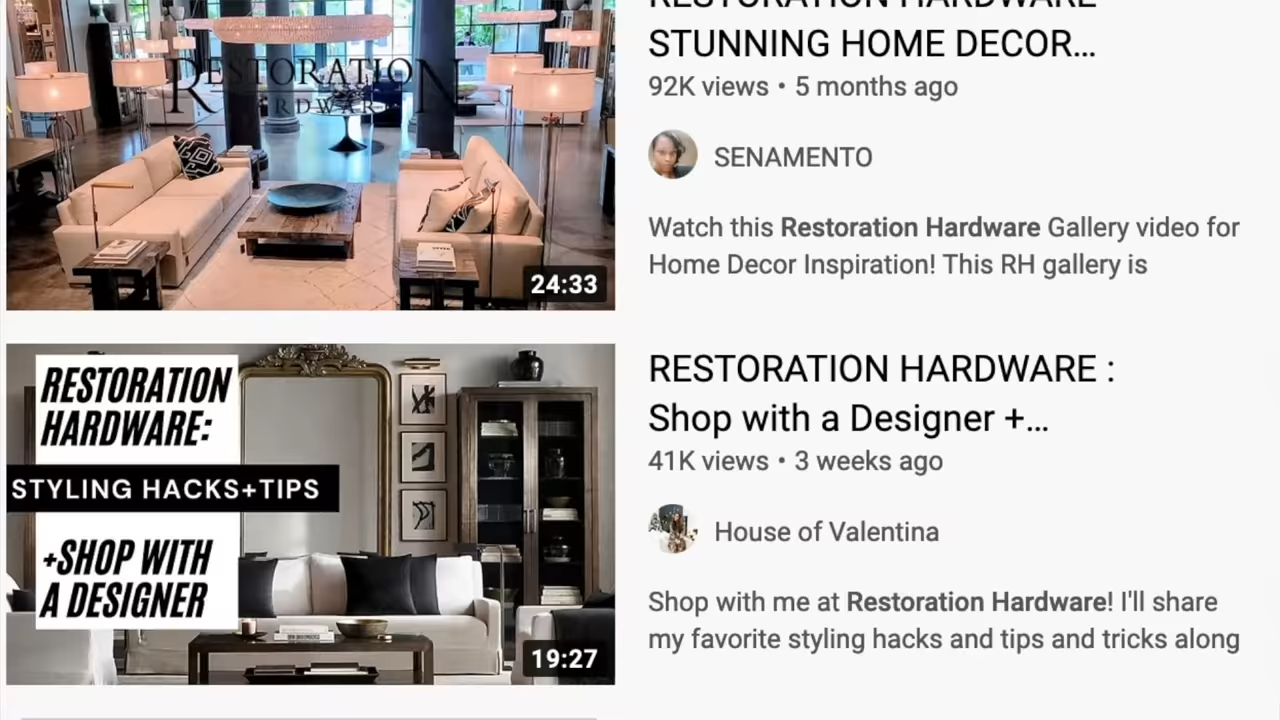 RESTORATION HARDWARE
STUNNING HOME DECOR...
92K views • 5 months ago
SENAMENTO
Watch this Restoration Hardware Gallery video for
Home Decor Inspiration! This RH gallery is
RESTORATION
HARDWARE
24:33
RESTORATION HARDWARE :
Shop with a Designer +...
41K views • 3 weeks ago
House of Valentina
Shop with me at Restoration Hardware! I'll share
my favorite styling hacks and tips and tricks along
RESTORATION
HARDWARE:
STYLING HACKS+TIPS
+SHOP WITH
A DESIGNER
19:27